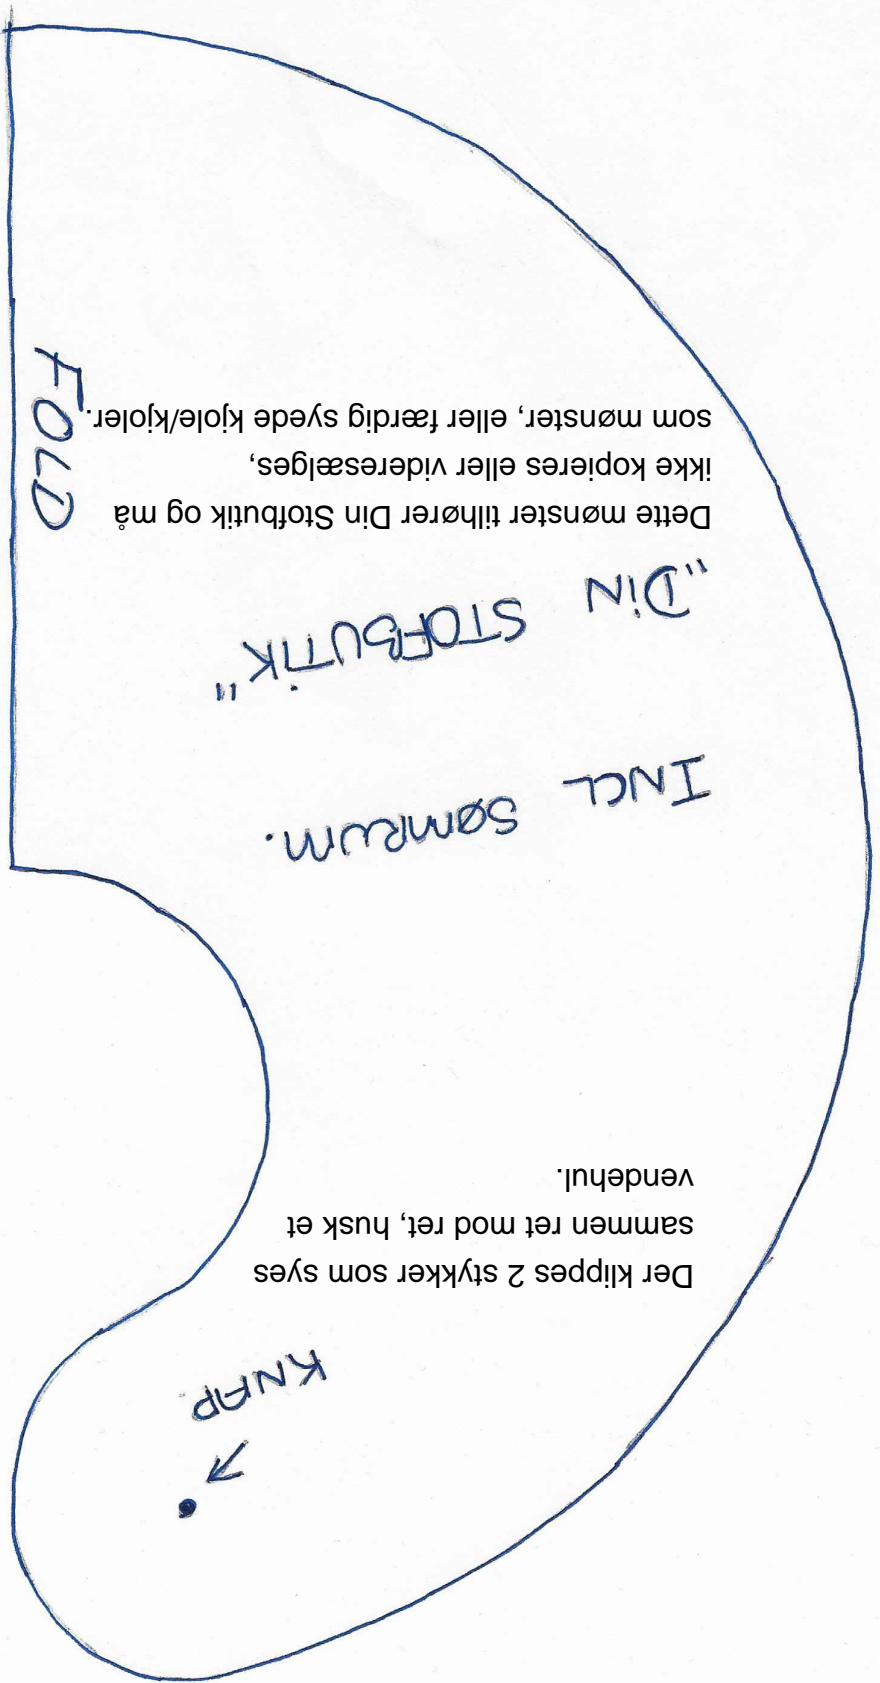 KNAP
Der klippes 2 stykker som syes
sammen ret mod ret, husk et
vendehul.
INCL SØMRUM.
„DIN STOFBUTIK"
Dette mønster tilhører Din Stofbutik og må
ikke kopieres eller videresælges,
som mønster, eller færdig syede kjole/kjoler.
FOLD